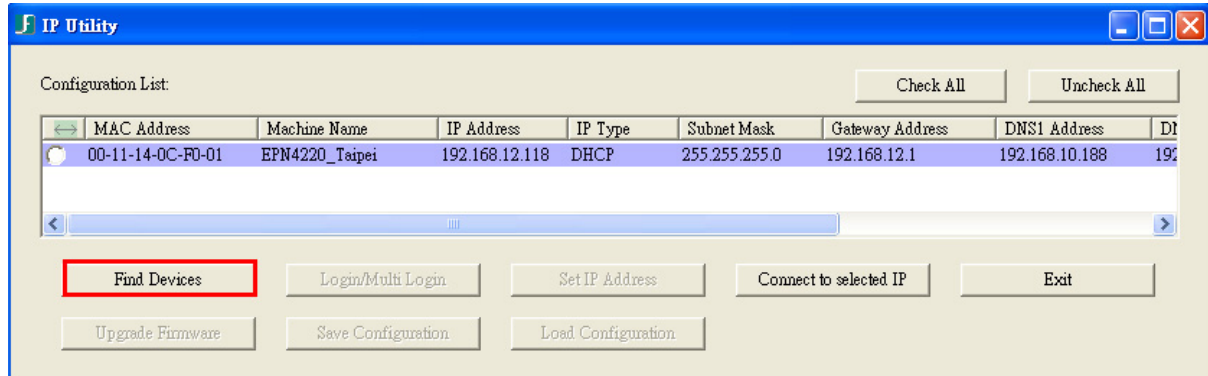 IP Utility
Configuration List:
Check All
Uncheck All
MAC Address Machine Name IP Address IP Type Subnet Mask Gateway Address DNS1 Address
00-11-14-0C-F0-01 EPN4220_Taipei 192.168.12.118 DHCP 255.255.255.0 192.168.12.1 192.168.10.188 192
Find Devices Login/Multi Login Set IP Address Connect to selected IP Exit
Upgrade Firmware Save Configuration Load Configuration